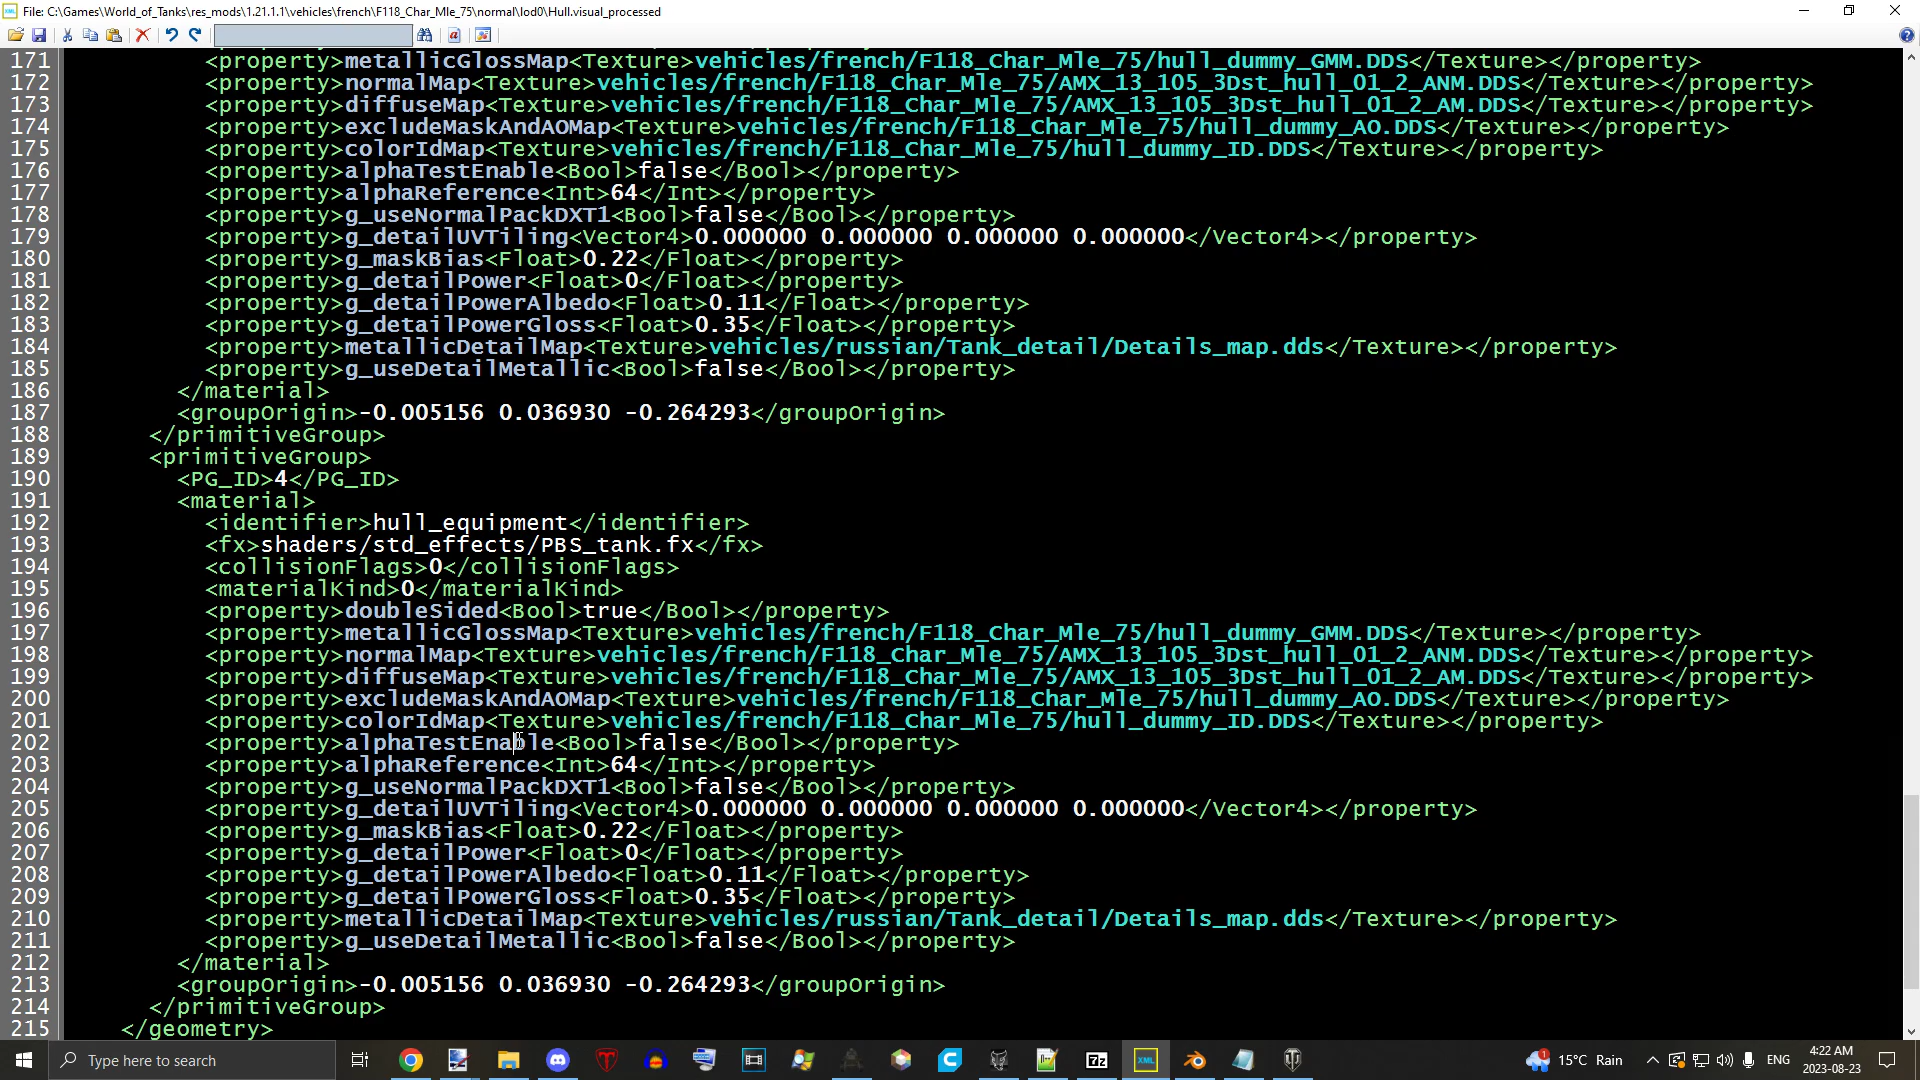 File: C:\Games\World_of_Tanks\res_mods\1.21.1.1\vehicles\french\F118_Char_Mle_75\normal\lod0\Hull.visual_processed
171 <property>metallicGlossMap<Texture>vehicles/french/F118_Char_Mle_75/hull_dummy_GMM.DDS</Texture></property>
172 <property>normalMap<Texture>vehicles/french/F118_Char_Mle_75/AMX_13_105_3Dst_hull_01_2_ANM.DDS</Texture></property>
173 <property>diffuseMap<Texture>vehicles/french/F118_Char_Mle_75/AMX_13_105_3Dst_hull_01_2_AM.DDS</Texture></property>
174 <property>excludeMaskAndAOMap<Texture>vehicles/french/F118_Char_Mle_75/hull_dummy_AO.DDS</Texture></property>
175 <property>colorIdMap<Texture>vehicles/french/F118_Char_Mle_75/hull_dummy_ID.DDS</Texture></property>
176 <property>alphaTestEnable<Bool>false</Bool></property>
177 <property>alphaReference<Int>64</Int></property>
178 <property>g_useNormalPackDXT1<Bool>false</Bool></property>
179 <property>g_detailUVTiling<Vector4>0.000000 0.000000 0.000000 0.000000</Vector4></property>
180 <property>g_maskBias<Float>0.22</Float></property>
181 <property>g_detailPower<Float>0</Float></property>
182 <property>g_detailPowerAlbedo<Float>0.11</Float></property>
183 <property>g_detailPowerGloss<Float>0.35</Float></property>
184 <property>metallicDetailMap<Texture>vehicles/russian/Tank_detail/Details_map.dds</Texture></property>
185 <property>g_useDetailMetallic<Bool>false</Bool></property>
186 </material>
187 <groupOrigin>-0.005156 0.036930 -0.264293</groupOrigin>
188 </primitiveGroup>
189 <primitiveGroup>
190 <PG_ID>4</PG_ID>
191 <material>
192 <identifier>hull_equipment</identifier>
193 <fx>shaders/std_effects/PBS_tank.fx</fx>
194 <collisionFlags>0</collisionFlags>
195 <materialKind>0</materialKind>
196 <property>doubleSided<Bool>true</Bool></property>
197 <property>metallicGlossMap<Texture>vehicles/french/F118_Char_Mle_75/hull_dummy_GMM.DDS</Texture></property>
198 <property>normalMap<Texture>vehicles/french/F118_Char_Mle_75/AMX_13_105_3Dst_hull_01_2_ANM.DDS</Texture></property>
199 <property>diffuseMap<Texture>vehicles/french/F118_Char_Mle_75/AMX_13_105_3Dst_hull_01_2_AM.DDS</Texture></property>
200 <property>excludeMaskAndAOMap<Texture>vehicles/french/F118_Char_Mle_75/hull_dummy_AO.DDS</Texture></property>
201 <property>colorIdMap<Texture>vehicles/french/F118_Char_Mle_75/hull_dummy_ID.DDS</Texture></property>
202 <property>alphaTestEnable<Bool>false</Bool></property>
203 <property>alphaReference<Int>64</Int></property>
204 <property>g_useNormalPackDXT1<Bool>false</Bool></property>
205 <property>g_detailUVTiling<Vector4>0.000000 0.000000 0.000000 0.000000</Vector4></property>
206 <property>g_maskBias<Float>0.22</Float></property>
207 <property>g_detailPower<Float>0</Float></property>
208 <property>g_detailPowerAlbedo<Float>0.11</Float></property>
209 <property>g_detailPowerGloss<Float>0.35</Float></property>
210 <property>metallicDetailMap<Texture>vehicles/russian/Tank_detail/Details_map.dds</Texture></property>
211 <property>g_useDetailMetallic<Bool>false</Bool></property>
212 </material>
213 <groupOrigin>-0.005156 0.036930 -0.264293</groupOrigin>
214 </primitiveGroup>
215 </geometry>
Type here to search
7z
XML
1
15°C Rain
ENG
4:22 AM
2023-08-23